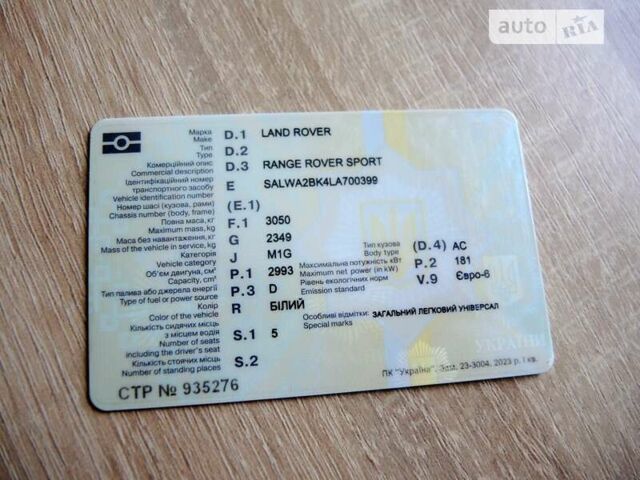 auto RIA
Марка
Make D.1 LAND ROVER
Тип
Type D.2
Комерційний опис
Commercial description D.3 RANGE ROVER SPORT
Ідентифікаційний номер
транспортного засобу
Vehicle identification number E SALWA2BK4LA700399
Номер шасі (кузова, рами)
Chassis number (body, frame) (E.1)
Повна маса, кг
Maximum mass, kg F.1 3050
Маса без навантаження, кг
Mass of the vehicle in service, kg G 2349
Тип кузова
Body type (D.4) AC
Категорія
Vehicle category J M1G
Максимальна потужність кВт
Maximum net power (in kW) P.2 181
Об'єм двигуна, см³
Capacity, cm³ P.1 2993
Рівень екологічних норм
Emission standard V.9 Євро-6
Тип палива або джерела енергії
Type of fuel or power source P.3 D
Колір
Color of the vehicle R БІЛИЙ
Особливі відмітки: ЗАГАЛЬНИЙ ЛЕГКОВИЙ УНІВЕРСАЛ
Special marks
Кількість сидячих місць
з місцем водія
Number of seats
including the driver's seat S.1 5
Кількість стоячих місць
Number of standing places S.2
УКРАЇНИ
СТР № 935276
ПК "Україна". Зам. 23-3004. 2023 р. I кв.